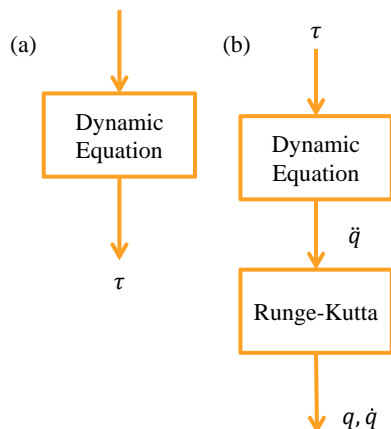 (a)
Dynamic
Equation
τ
(b)
τ
Dynamic
Equation
q̈
Runge-Kutta
q, q̇